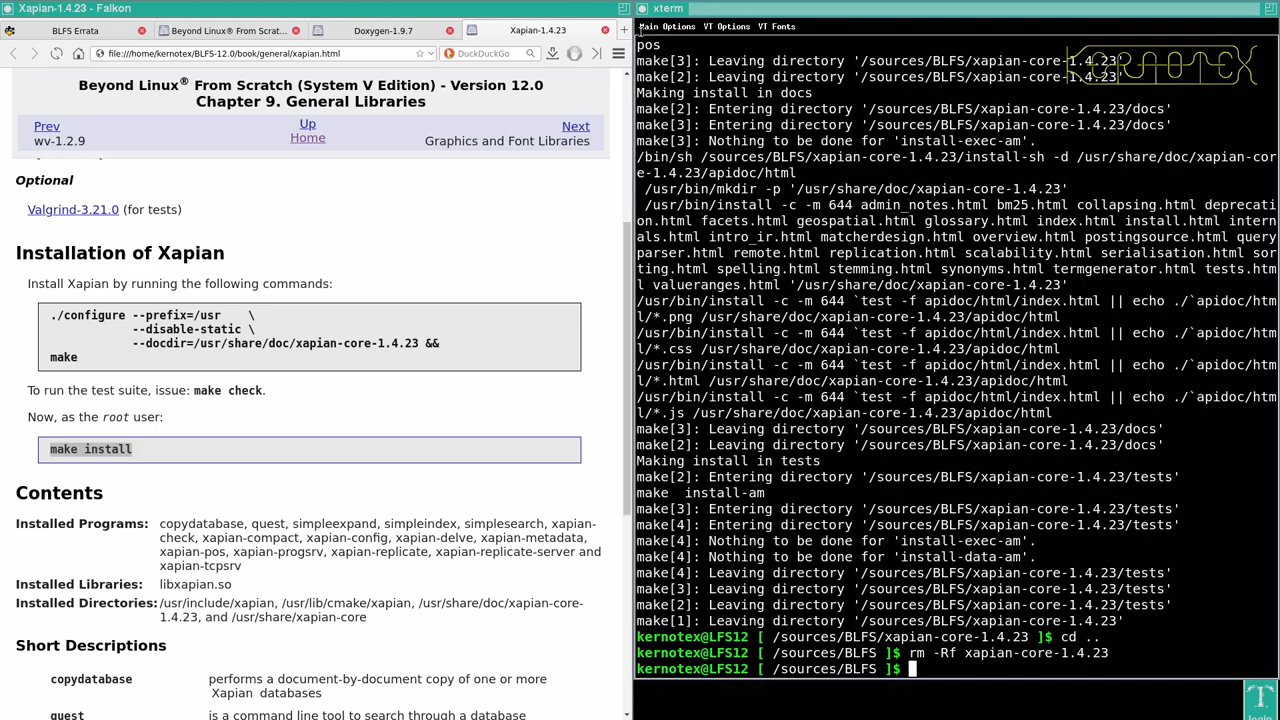 Xapian-1.4.23 - Falkon
BLFS Errata
Beyond Linux® From Scrat...
Doxygen-1.9.7
Xapian-1.4.23
file:///home/kernotex/BLFS-12.0/book/general/xapian.html
DuckDuckGo
Beyond Linux® From Scratch (System V Edition) - Version 12.0
Chapter 9. General Libraries
Prev
Up
Next
wv-1.2.9
Home
Graphics and Font Libraries
Optional
Valgrind-3.21.0 (for tests)
Installation of Xapian
Install Xapian by running the following commands:
./configure --prefix=/usr    \
--disable-static \
--docdir=/usr/share/doc/xapian-core-1.4.23 &&
make
To run the test suite, issue: make check.
Now, as the root user:
make install
Contents
Installed Programs: copydatabase, quest, simpleexpand, simpleindex, simplesearch, xapian-
check, xapian-compact, xapian-config, xapian-delve, xapian-metadata,
xapian-pos, xapian-progsrv, xapian-replicate, xapian-replicate-server and
xapian-tcpsrv
Installed Libraries: libxapian.so
Installed Directories: /usr/include/xapian, /usr/lib/cmake/xapian, /usr/share/doc/xapian-core-
1.4.23, and /usr/share/xapian-core
Short Descriptions
copydatabase performs a document-by-document copy of one or more
Xapian databases
quest is a command line tool to search through a database
xterm
Main Options  VT Options  VT Fonts
KERNOTEX
pos
make[3]: Leaving directory '/sources/BLFS/xapian-core-1.4.23'
make[2]: Leaving directory '/sources/BLFS/xapian-core-1.4.23'
Making install in docs
make[2]: Entering directory '/sources/BLFS/xapian-core-1.4.23/docs'
make[3]: Entering directory '/sources/BLFS/xapian-core-1.4.23/docs'
make[3]: Nothing to be done for 'install-exec-am'.
/bin/sh /sources/BLFS/xapian-core-1.4.23/install-sh -d /usr/share/doc/xapian-cor
e-1.4.23/apidoc/html
/usr/bin/mkdir -p '/usr/share/doc/xapian-core-1.4.23'
/usr/bin/install -c -m 644 admin_notes.html bm25.html collapsing.html deprecati
on.html facets.html geospatial.html glossary.html index.html install.html intern
als.html intro_ir.html matcherdesign.html overview.html postingsource.html query
parser.html remote.html replication.html scalability.html serialisation.html sor
ting.html spelling.html stemming.html synonyms.html termgenerator.html tests.htm
l valueranges.html '/usr/share/doc/xapian-core-1.4.23'
/usr/bin/install -c -m 644 `test -f apidoc/html/index.html || echo ./`apidoc/htm
l/*.png /usr/share/doc/xapian-core-1.4.23/apidoc/html
/usr/bin/install -c -m 644 `test -f apidoc/html/index.html || echo ./`apidoc/htm
l/*.css /usr/share/doc/xapian-core-1.4.23/apidoc/html
/usr/bin/install -c -m 644 `test -f apidoc/html/index.html || echo ./`apidoc/htm
l/*.html /usr/share/doc/xapian-core-1.4.23/apidoc/html
/usr/bin/install -c -m 644 `test -f apidoc/html/index.html || echo ./`apidoc/htm
l/*.js /usr/share/doc/xapian-core-1.4.23/apidoc/html
make[3]: Leaving directory '/sources/BLFS/xapian-core-1.4.23/docs'
make[2]: Leaving directory '/sources/BLFS/xapian-core-1.4.23/docs'
Making install in tests
make[2]: Entering directory '/sources/BLFS/xapian-core-1.4.23/tests'
make  install-am
make[3]: Entering directory '/sources/BLFS/xapian-core-1.4.23/tests'
make[4]: Entering directory '/sources/BLFS/xapian-core-1.4.23/tests'
make[4]: Nothing to be done for 'install-exec-am'.
make[4]: Nothing to be done for 'install-data-am'.
make[4]: Leaving directory '/sources/BLFS/xapian-core-1.4.23/tests'
make[3]: Leaving directory '/sources/BLFS/xapian-core-1.4.23/tests'
make[2]: Leaving directory '/sources/BLFS/xapian-core-1.4.23/tests'
make[1]: Leaving directory '/sources/BLFS/xapian-core-1.4.23'
kernotex@LFS12 [ /sources/BLFS/xapian-core-1.4.23 ]$ cd ..
kernotex@LFS12 [ /sources/BLFS ]$ rm -Rf xapian-core-1.4.23
kernotex@LFS12 [ /sources/BLFS ]$
login